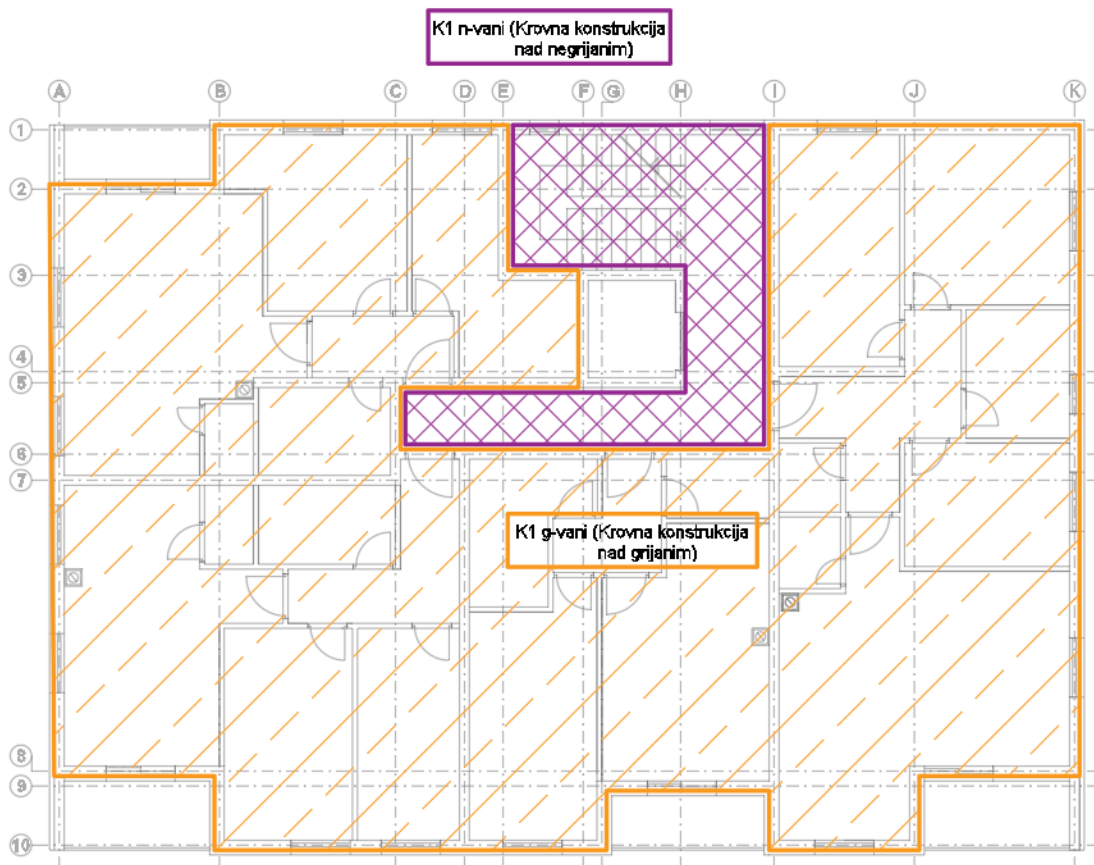 K1 n-vani (Krovna konstrukcija
nad negrijanim)
A B C D E F G H I J K
1
2
3
4
5
6
7
K1 g-vani (Krovna konstrukcija
nad grijanim)
8
9
10